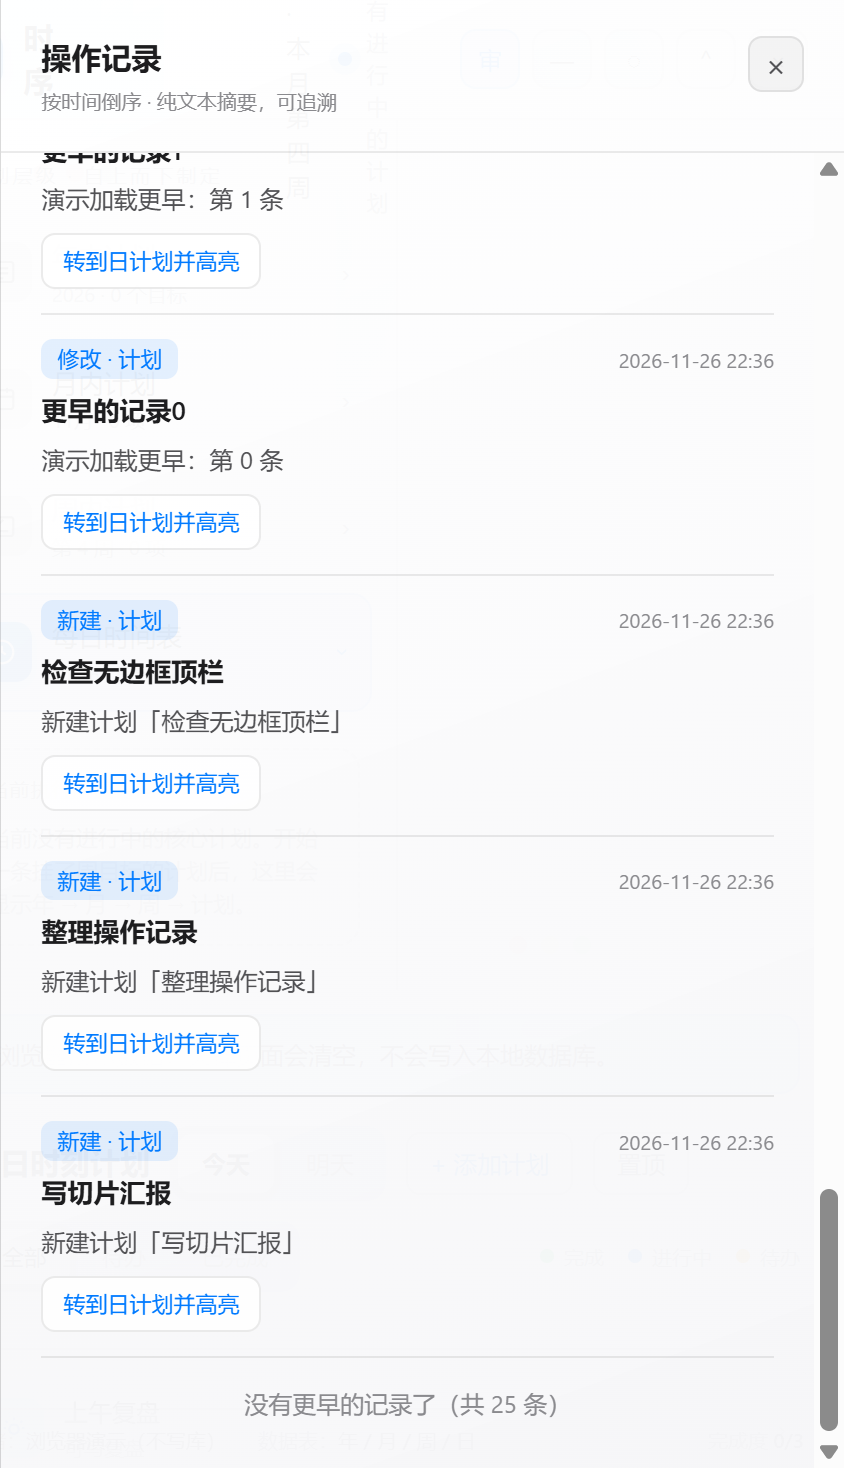 操作记录
×
按时间倒序 · 纯文本摘要，可追溯
更早的记录1
演示加载更早：第 1 条
转到日计划并高亮
修改 · 计划
2026-11-26 22:36
更早的记录0
演示加载更早：第 0 条
转到日计划并高亮
新建 · 计划
2026-11-26 22:36
检查无边框顶栏
新建计划「检查无边框顶栏」
转到日计划并高亮
新建 · 计划
2026-11-26 22:36
整理操作记录
新建计划「整理操作记录」
转到日计划并高亮
新建 · 计划
2026-11-26 22:36
写切片汇报
新建计划「写切片汇报」
转到日计划并高亮
没有更早的记录了（共 25 条）